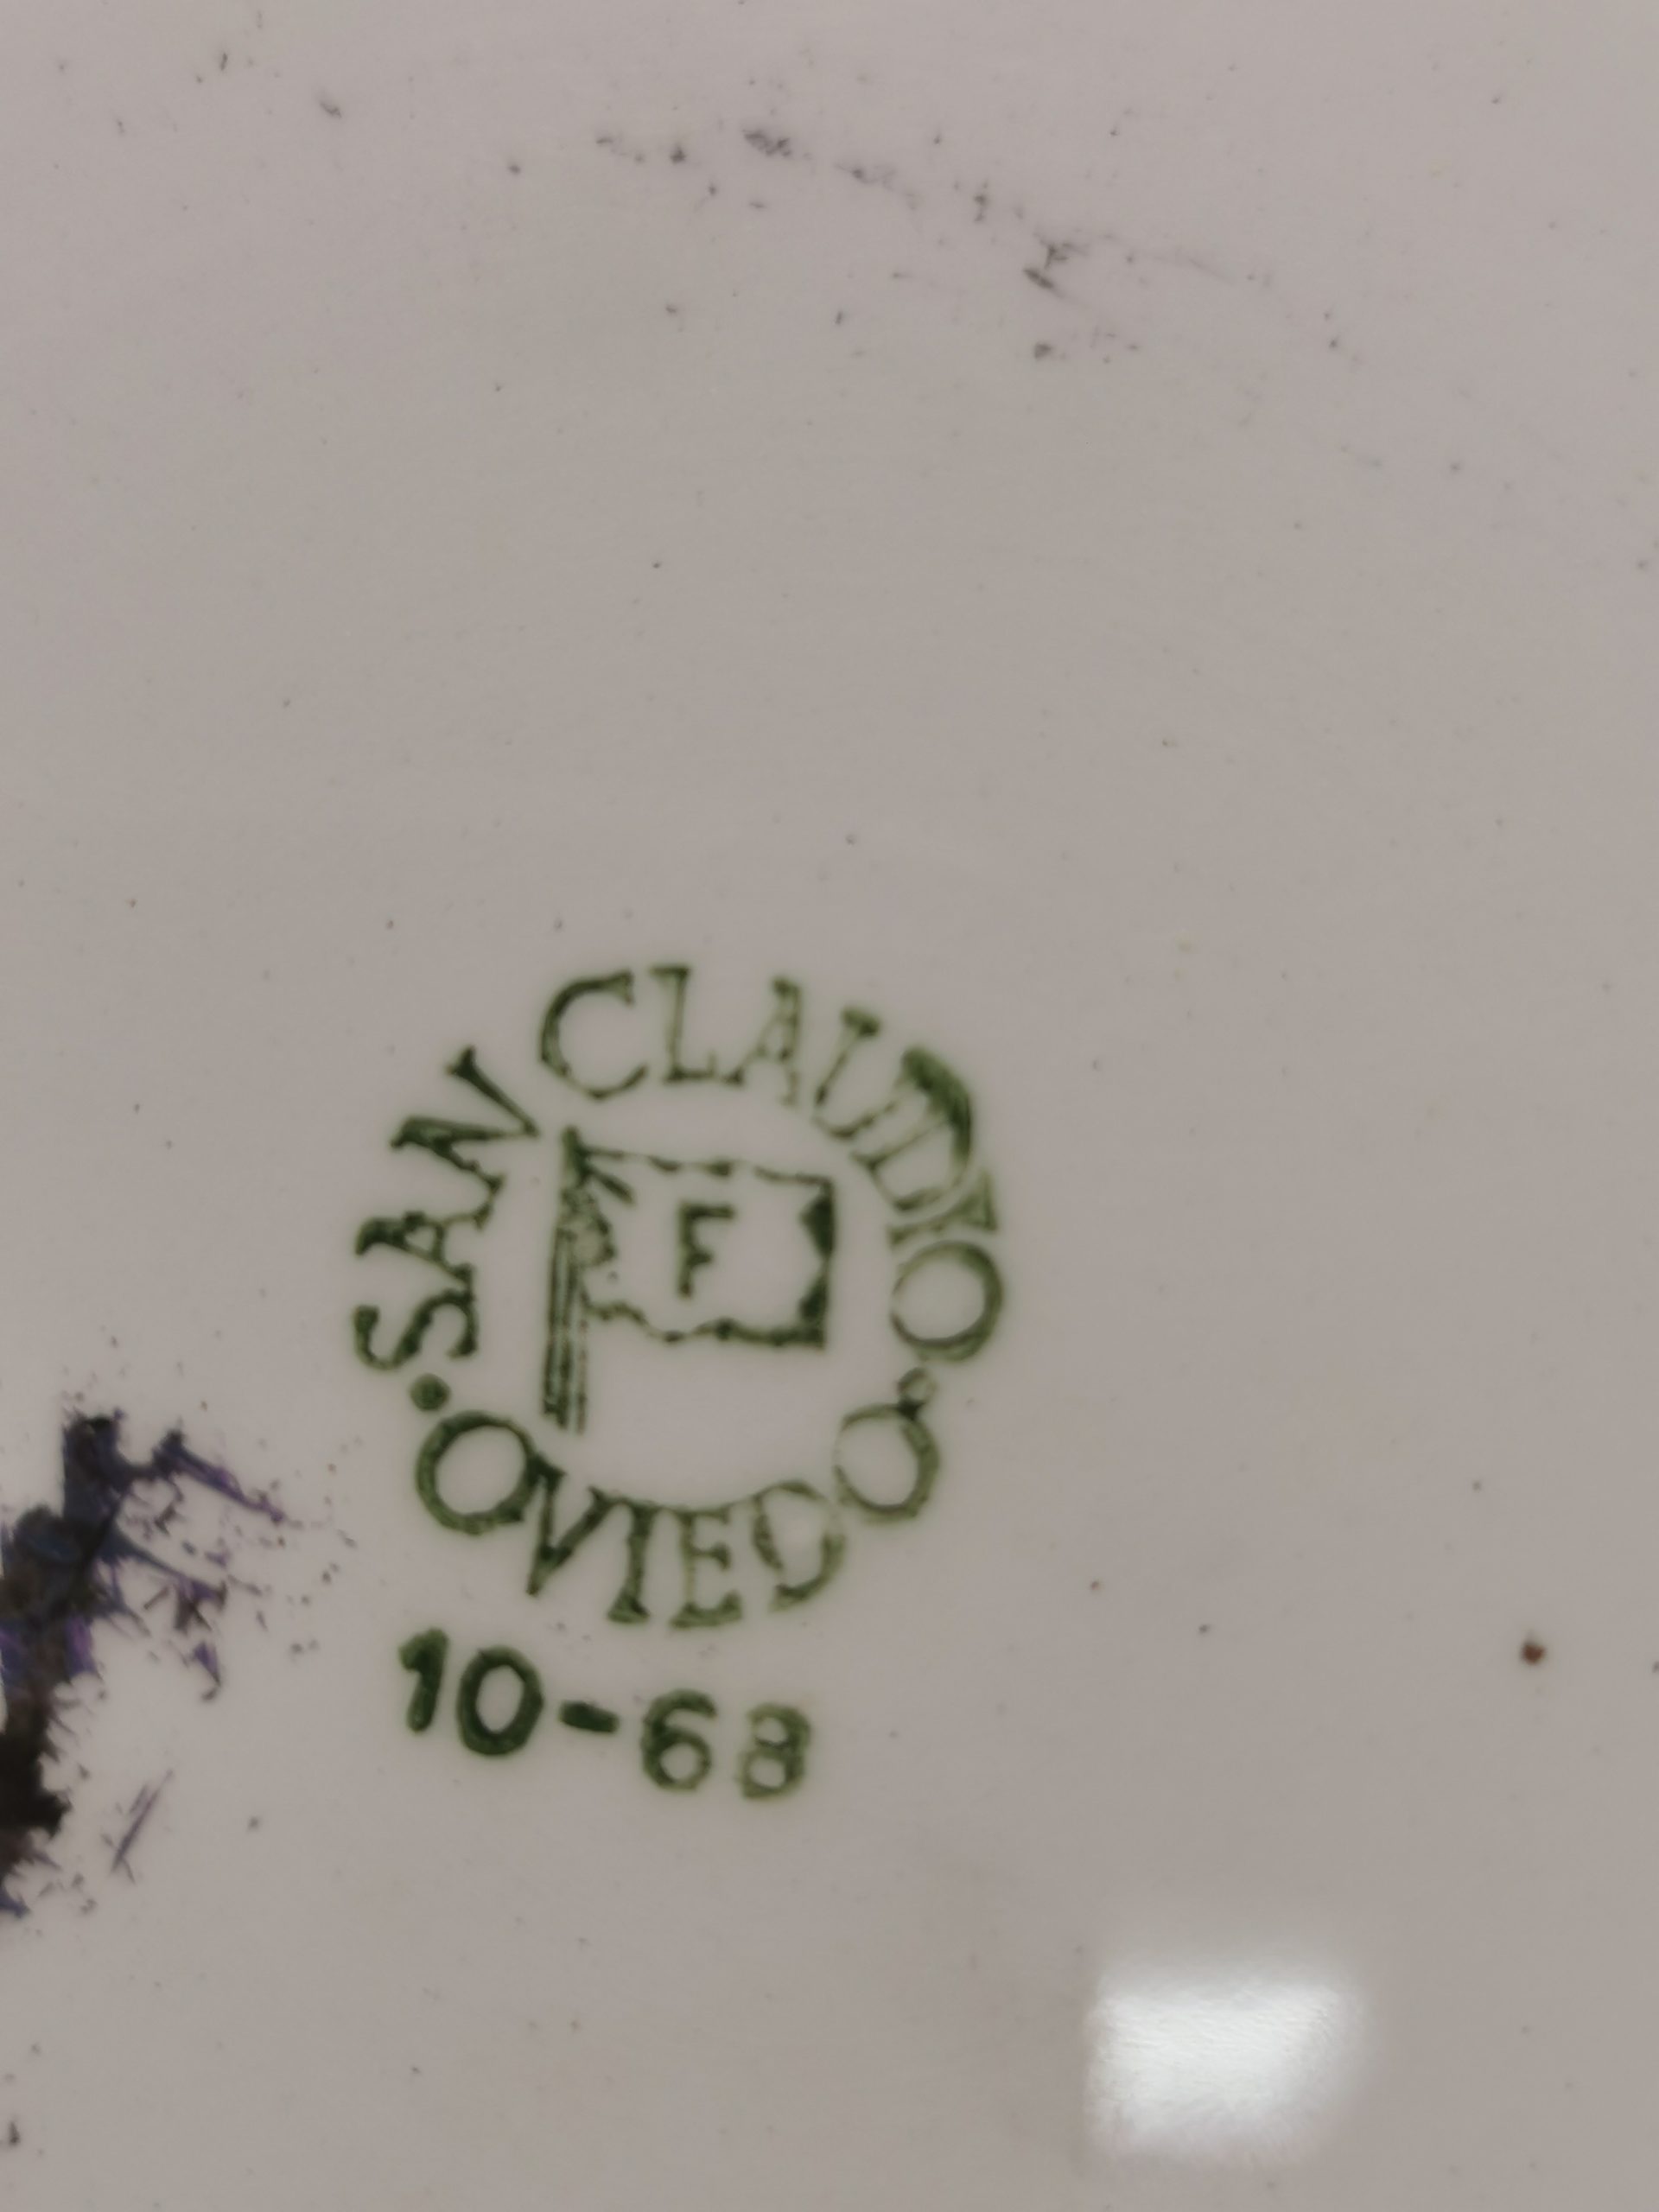 SAN CLAUDIO
F
·OVIEDO·
10-68